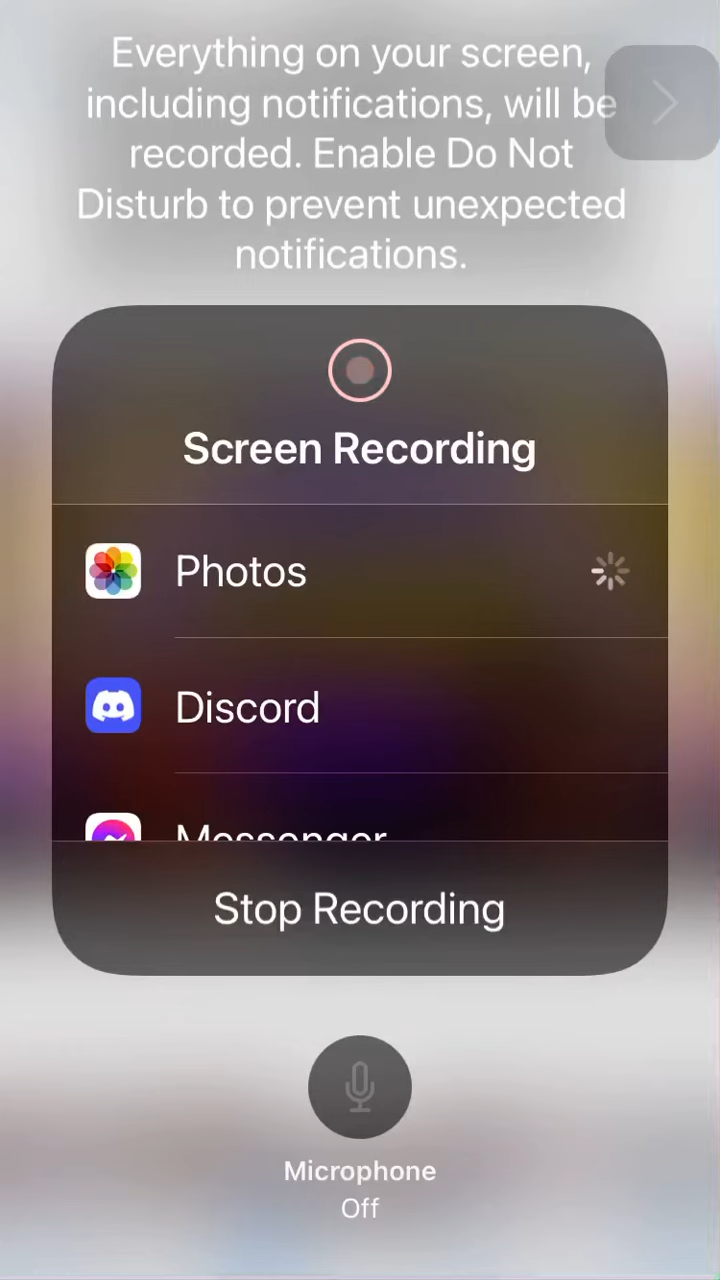 Everything on your screen,
including notifications, will be
recorded. Enable Do Not
Disturb to prevent unexpected
notifications.
Screen Recording
Photos
Discord
Messenger
Stop Recording
Microphone
Off